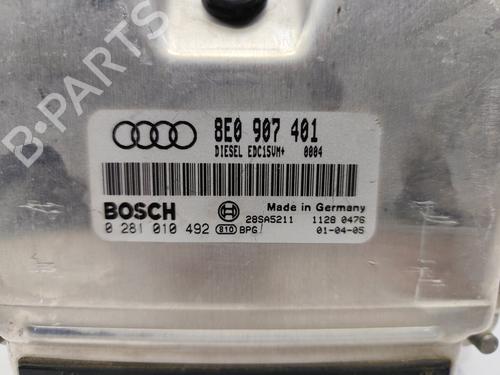 B-PARTS
8E0 907 401
DIESEL EDC15VM+ 0004
BOSCH
28SA5211
Made in Germany
1128 0476
0 281 010 492
810
BPG
01-04-05